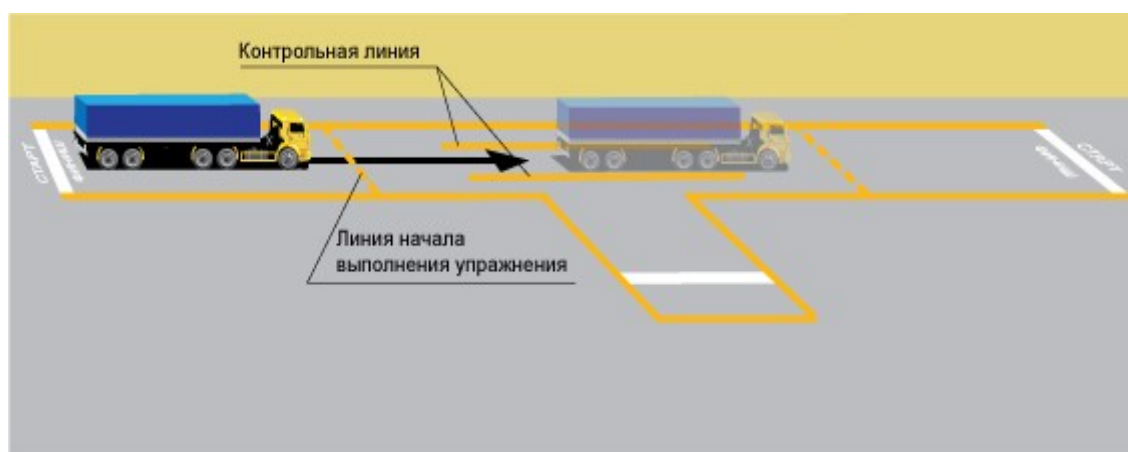 Контрольная линия
СТАРТ
ФИНИШ
СТАРТ
ФИНИШ
Линия начала
выполнения упражнения